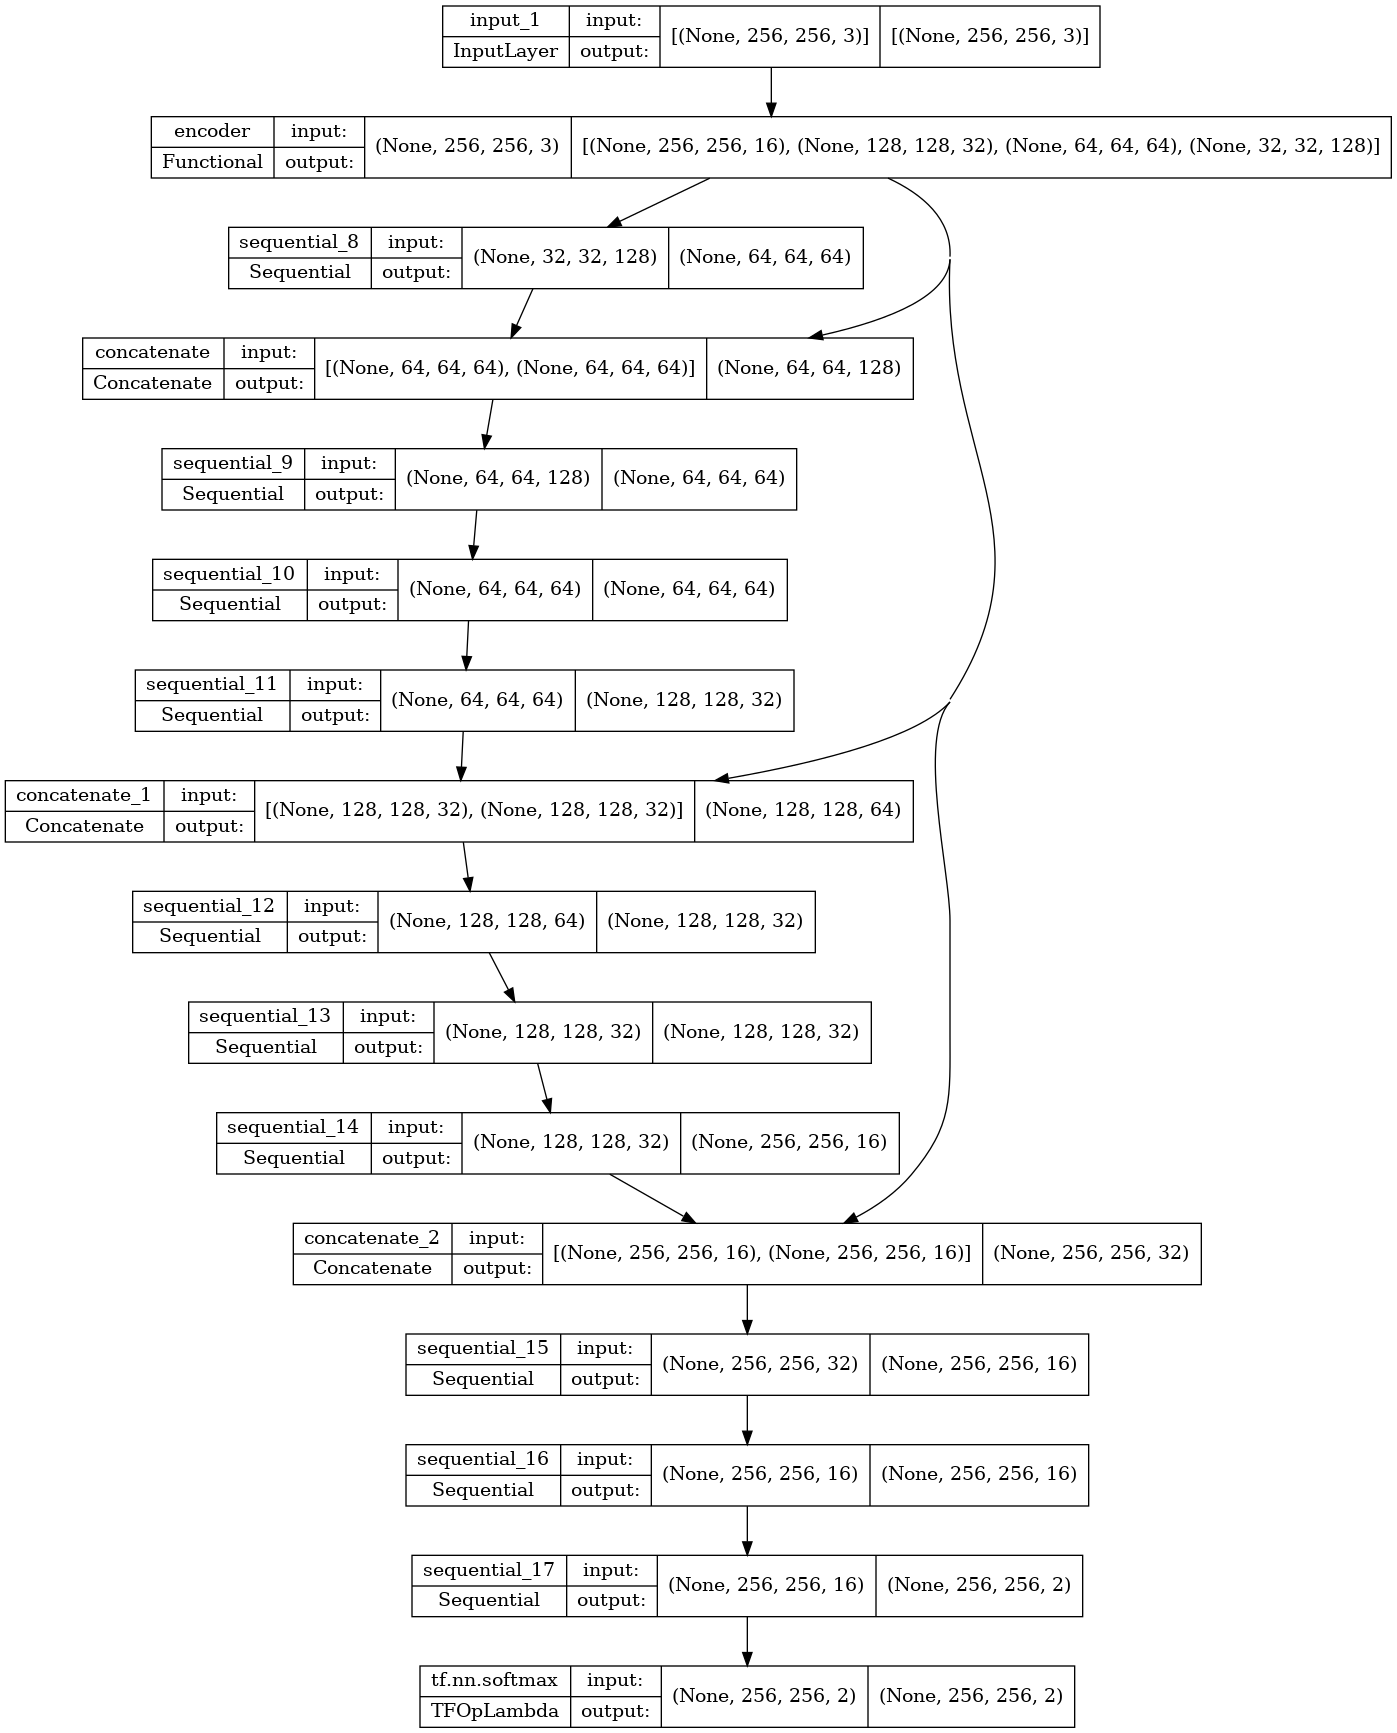 input_1 input: [(None, 256, 256, 3)] [(None, 256, 256, 3)]
InputLayer output:
encoder input: (None, 256, 256, 3) [(None, 256, 256, 16), (None, 128, 128, 32), (None, 64, 64, 64), (None, 32, 32, 128)]
Functional output:
sequential_8 input: (None, 32, 32, 128) (None, 64, 64, 64)
Sequential output:
concatenate input: [(None, 64, 64, 64), (None, 64, 64, 64)] (None, 64, 64, 128)
Concatenate output:
sequential_9 input: (None, 64, 64, 128) (None, 64, 64, 64)
Sequential output:
sequential_10 input: (None, 64, 64, 64) (None, 64, 64, 64)
Sequential output:
sequential_11 input: (None, 64, 64, 64) (None, 128, 128, 32)
Sequential output:
concatenate_1 input: [(None, 128, 128, 32), (None, 128, 128, 32)] (None, 128, 128, 64)
Concatenate output:
sequential_12 input: (None, 128, 128, 64) (None, 128, 128, 32)
Sequential output:
sequential_13 input: (None, 128, 128, 32) (None, 128, 128, 32)
Sequential output:
sequential_14 input: (None, 128, 128, 32) (None, 256, 256, 16)
Sequential output:
concatenate_2 input: [(None, 256, 256, 16), (None, 256, 256, 16)] (None, 256, 256, 32)
Concatenate output:
sequential_15 input: (None, 256, 256, 32) (None, 256, 256, 16)
Sequential output:
sequential_16 input: (None, 256, 256, 16) (None, 256, 256, 16)
Sequential output:
sequential_17 input: (None, 256, 256, 16) (None, 256, 256, 2)
Sequential output:
tf.nn.softmax input: (None, 256, 256, 2) (None, 256, 256, 2)
TFOpLambda output: